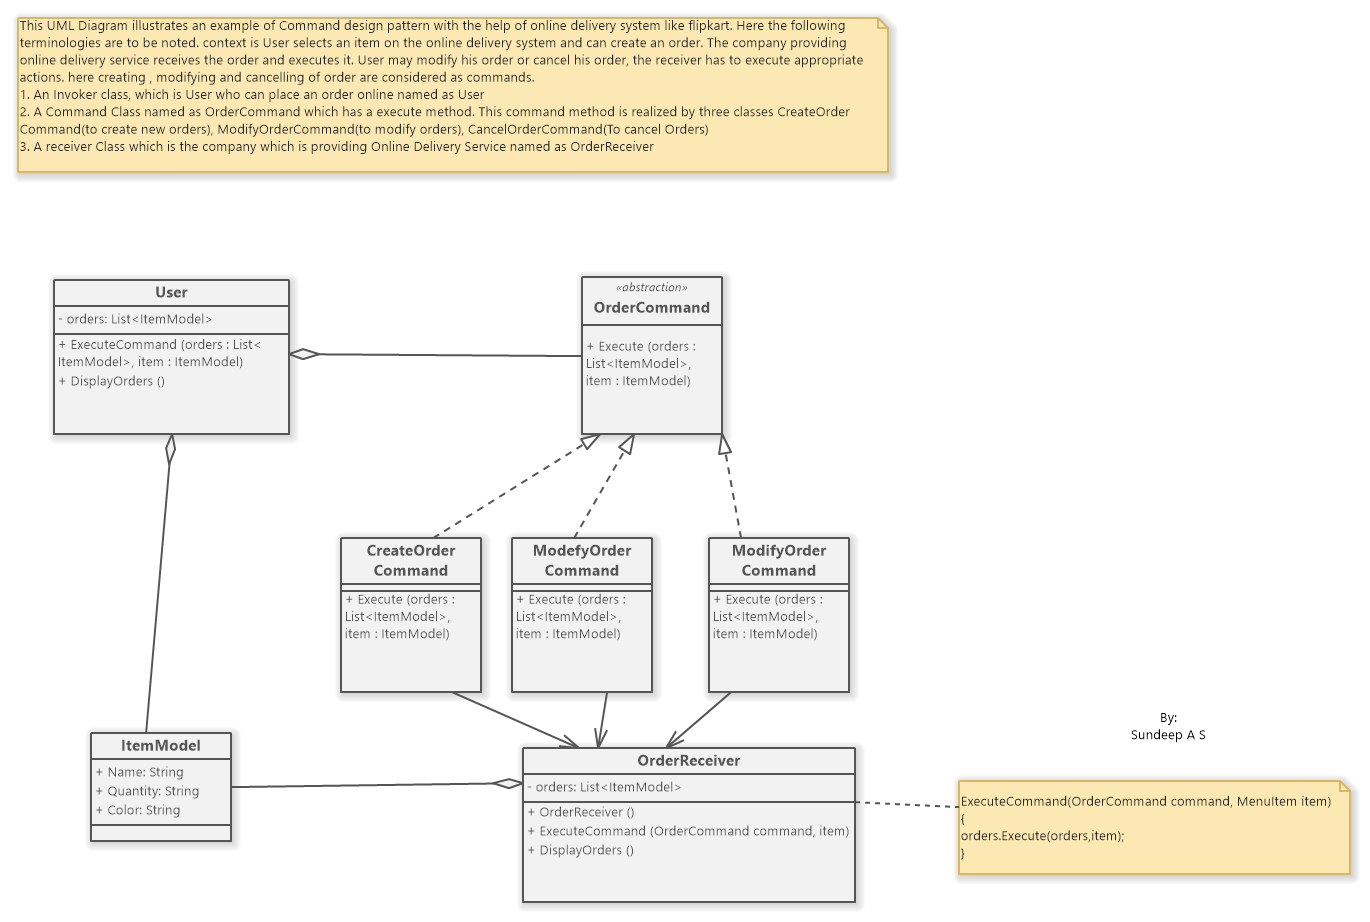 This UML Diagram illustrates an example of Command design pattern with the help of online delivery system like flipkart. Here the following
terminologies are to be noted. context is User selects an item on the online delivery system and can create an order. The company providing
online delivery service receives the order and executes it. User may modify his order or cancel his order, the receiver has to execute appropriate
actions. here creating , modifying and cancelling of order are considered as commands.
1. An Invoker class, which is User who can place an order online named as User
2. A Command Class named as OrderCommand which has a execute method. This command method is realized by three classes CreateOrder
Command(to create new orders), ModifyOrderCommand(to modify orders), CancelOrderCommand(To cancel Orders)
3. A receiver Class which is the company which is providing Online Delivery Service named as OrderReceiver
User
- orders: List<ItemModel>
+ ExecuteCommand (orders : List<
ItemModel>, item : ItemModel)
+ DisplayOrders ()
«abstraction»
OrderCommand
+ Execute (orders :
List<ItemModel>,
item : ItemModel)
CreateOrder
Command
+ Execute (orders :
List<ItemModel>,
item : ItemModel)
ModefyOrder
Command
+ Execute (orders :
List<ItemModel>,
item : ItemModel)
ModifyOrder
Command
+ Execute (orders :
List<ItemModel>,
item : ItemModel)
ItemModel
+ Name: String
+ Quantity: String
+ Color: String
OrderReceiver
- orders: List<ItemModel>
+ OrderReceiver ()
+ ExecuteCommand (OrderCommand command, item)
+ DisplayOrders ()
By:
Sundeep A S
ExecuteCommand(OrderCommand command, MenuItem item)
{
orders.Execute(orders,item);
}